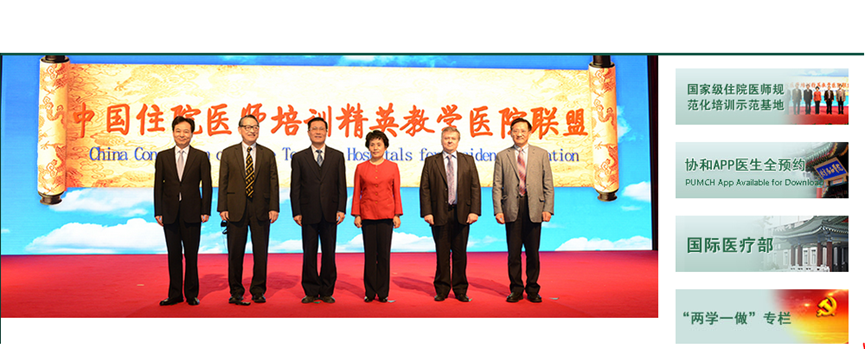 中国住院医师培训精英教学医院联盟
China Con of Te Hospitals for esiden ation
国家级住院医师规
范化培训示范基地
协和APP医生全预约
PUMCH App Available for Download
国际医疗部
“两学一做”专栏